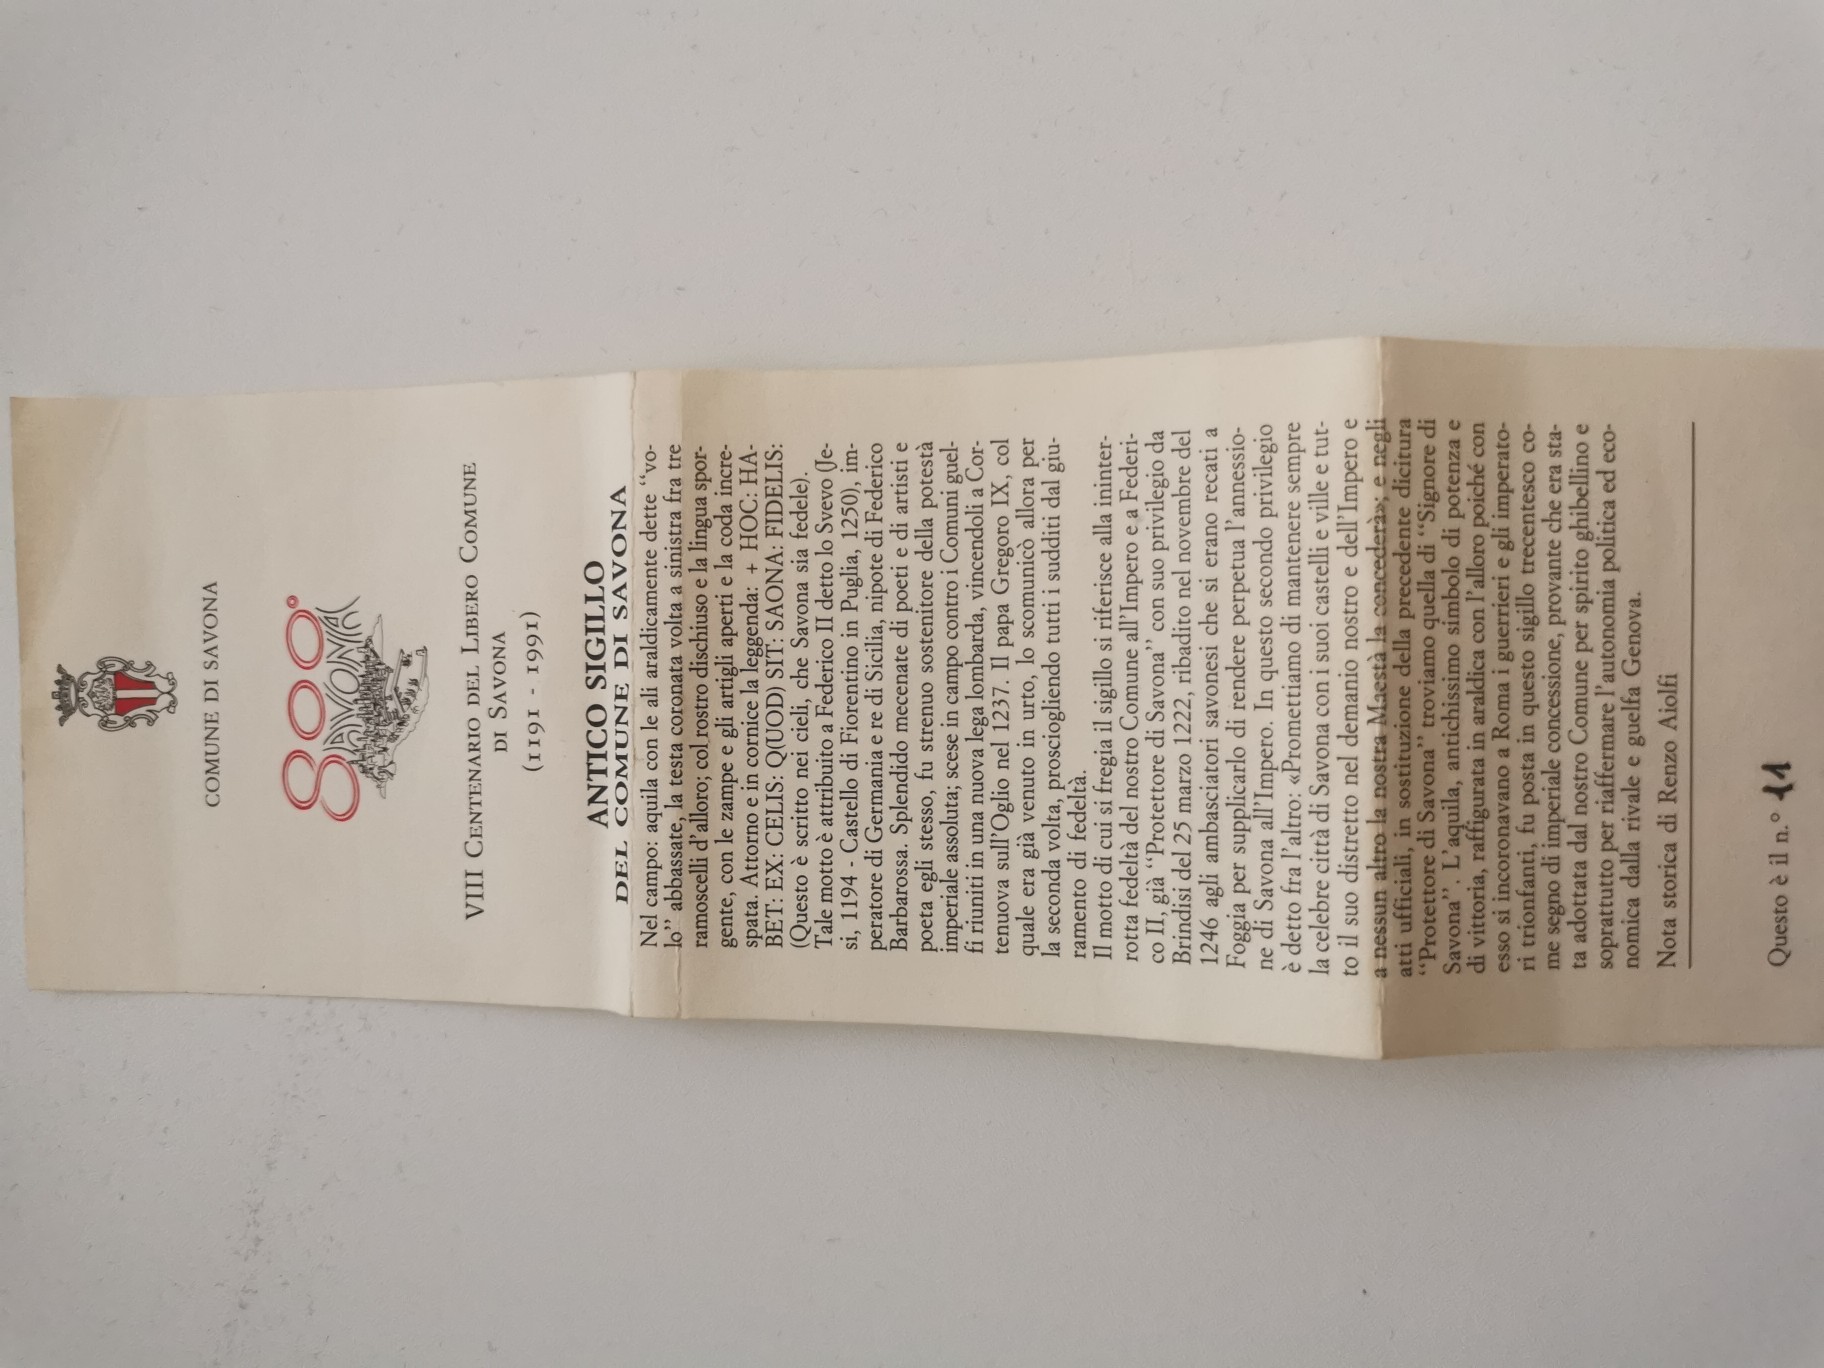 COMUNE DI SAVONA
800°
SAVONA
VIII CENTENARIO DEL LIBERO COMUNE
DI SAVONA
(1191 - 1991)
ANTICO SIGILLO
DEL COMUNE DI SAVONA
Nel campo: aquila con le ali araldicamente dette "vo-
lo" abbassate, la testa coronata volta a sinistra fra tre
ramoscelli d'alloro; col rostro dischiuso e la lingua spor-
gente, con le zampe e gli artigli aperti e la coda incre-
spata. Attorno e in cornice la leggenda: + HOC: HA-
BET: EX: CELIS: Q(UOD) SIT: SAONA: FIDELIS:
(Questo è scritto nei cieli, che Savona sia fedele).
Tale motto è attribuito a Federico II detto lo Svevo (Je-
si, 1194 - Castello di Fiorentino in Puglia, 1250), im-
peratore di Germania e re di Sicilia, nipote di Federico
Barbarossa. Splendido mecenate di poeti e di artisti e
poeta egli stesso, fu strenuo sostenitore della potestà
imperiale assoluta; scese in campo contro i Comuni guel-
fi riuniti in una nuova lega lombarda, vincendoli a Cor-
tenuova sull'Oglio nel 1237. Il papa Gregoro IX, col
quale era già venuto in urto, lo scomunicò allora per
la seconda volta, prosciogliendo tutti i sudditi dal giu-
ramento di fedeltà.
Il motto di cui si fregia il sigillo si riferisce alla ininter-
rotta fedeltà del nostro Comune all'Impero e a Federi-
co II, già "Protettore di Savona" con suo privilegio da
Brindisi del 25 marzo 1222, ribadito nel novembre del
1246 agli ambasciatori savonesi che si erano recati a
Foggia per supplicarlo di rendere perpetua l'annessio-
ne di Savona all'Impero. In questo secondo privilegio
è detto fra l'altro: «Promettiamo di mantenere sempre
la celebre città di Savona con i suoi castelli e ville e tut-
to il suo distretto nel demanio nostro e dell'Impero e
a nessun altro la nostra Maestà la concederà»; e negli
atti ufficiali, in sostituzione della precedente dicitura
"Protettore di Savona" troviamo quella di "Signore di
Savona". L'aquila, antichissimo simbolo di potenza e
di vittoria, raffigurata in araldica con l'alloro poiché con
esso si incoronavano a Roma i guerrieri e gli imperato-
ri trionfanti, fu posta in questo sigillo trecentesco co-
me segno di imperiale concessione, provante che era sta-
ta adottata dal nostro Comune per spirito ghibellino e
soprattutto per riaffermare l'autonomia politica ed eco-
nomica dalla rivale e guelfa Genova.
Nota storica di Renzo Aiolfi
Questo è il n.° 11